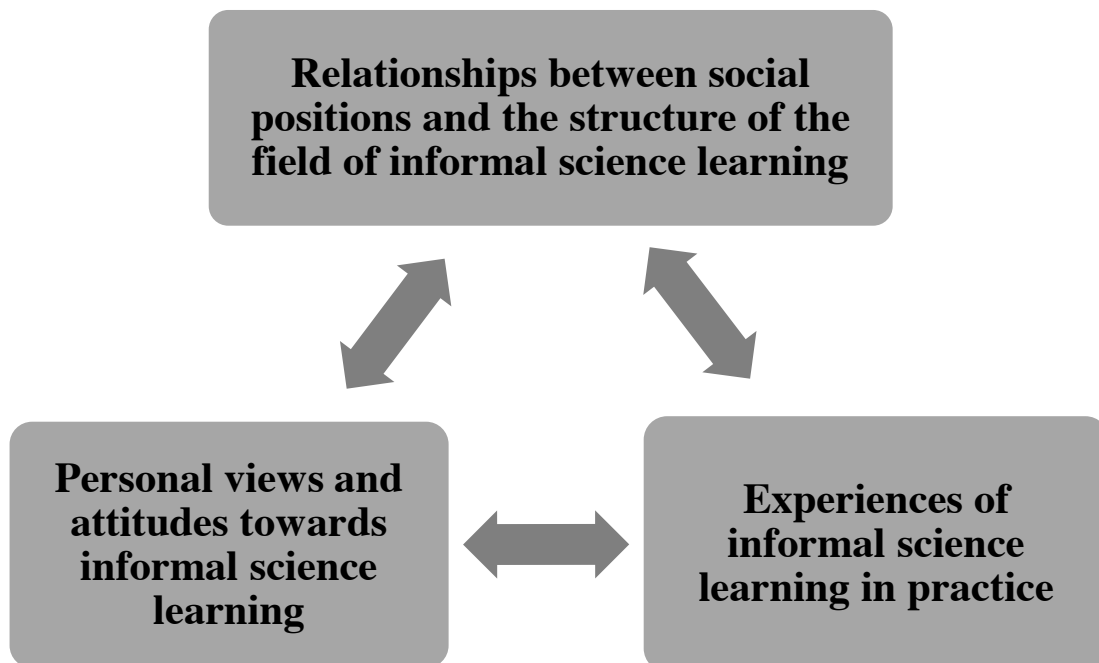 Relationships between social
positions and the structure of the
field of informal science learning
Personal views and
attitudes towards
informal science
learning
Experiences of
informal science
learning in practice